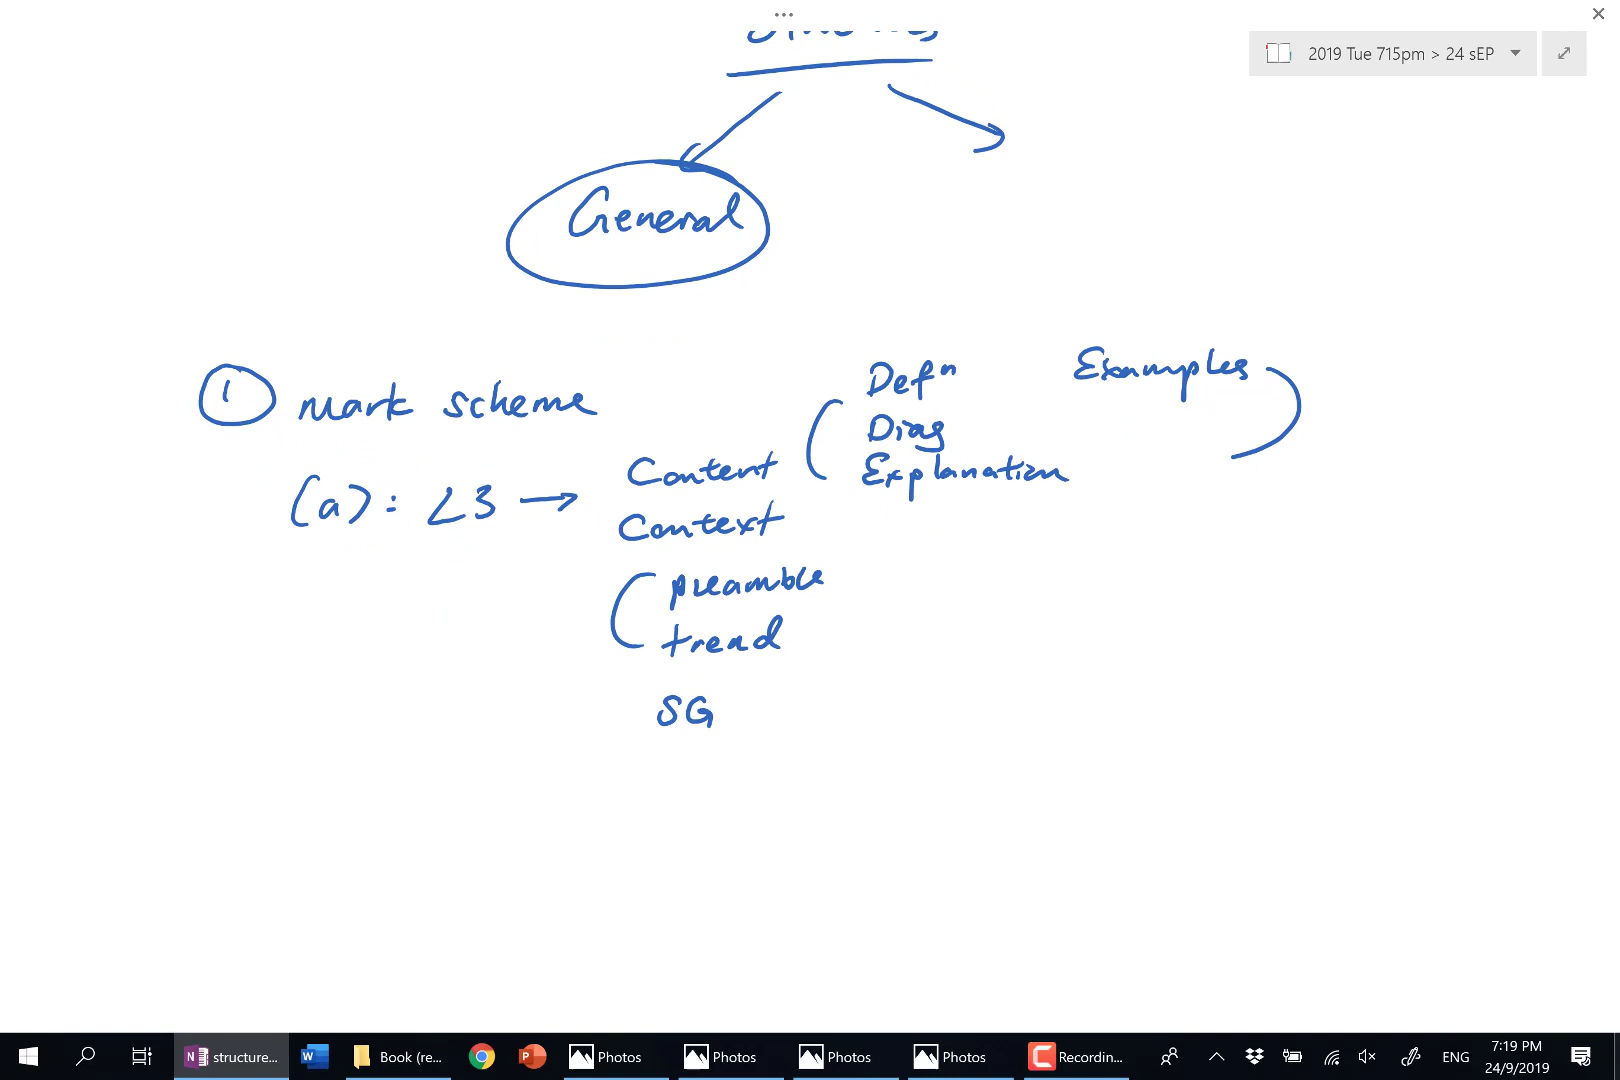 2019 Tue 715pm > 24 sEP
General
1 mark scheme
Defn Examples
Diag
Explanation
Content
(a): L3 → Context
preamble
trend
SG
structure...
Book (re...
Photos
Photos
Photos
Photos
Recordin...
ENG
7:19 PM
24/9/2019